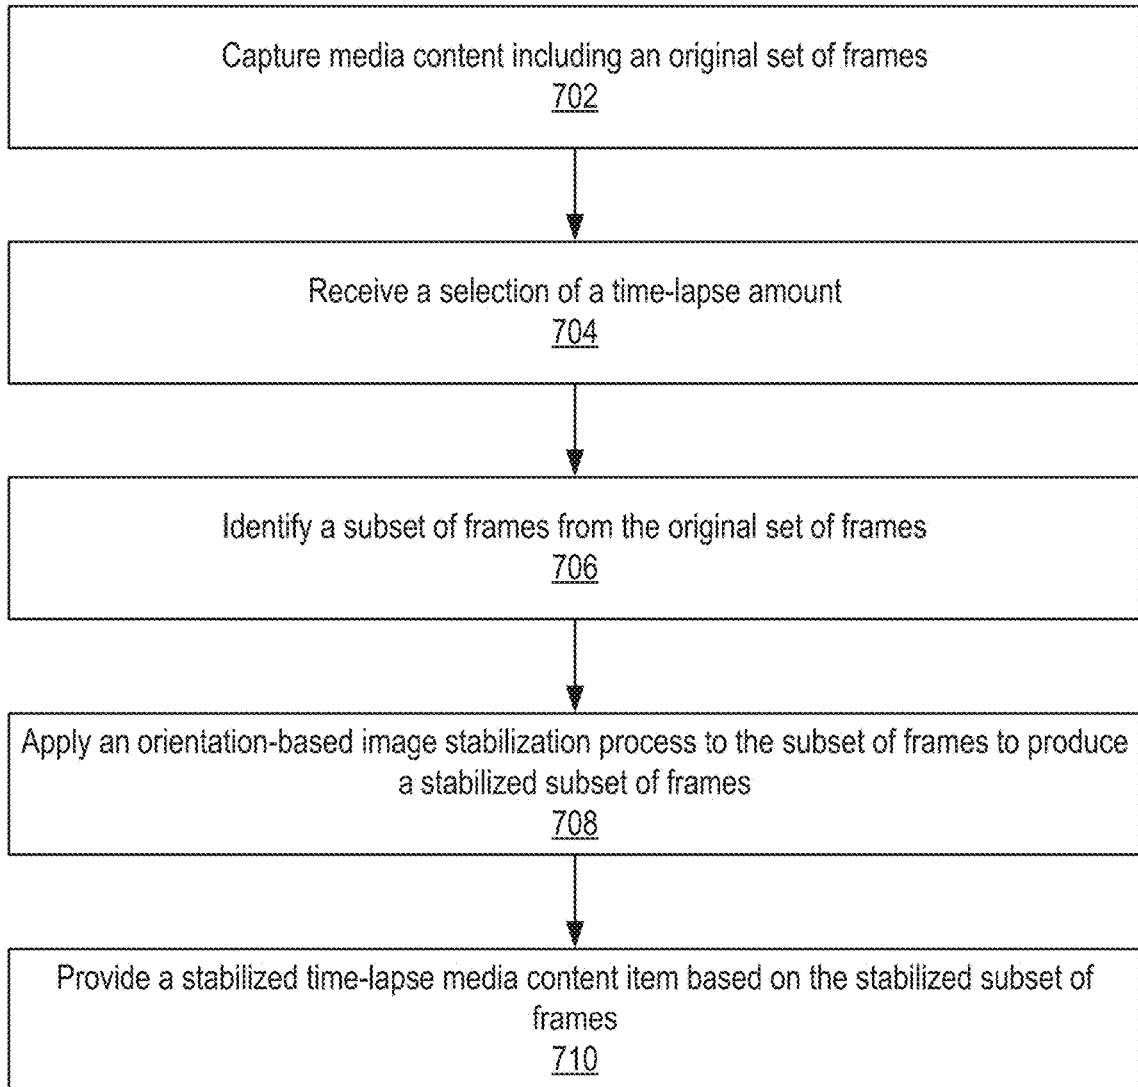 Capture media content including an original set of frames
702
Receive a selection of a time-lapse amount
704
Identify a subset of frames from the original set of frames
706
Apply an orientation-based image stabilization process to the subset of frames to produce
a stabilized subset of frames
708
Provide a stabilized time-lapse media content item based on the stabilized subset of
frames
710